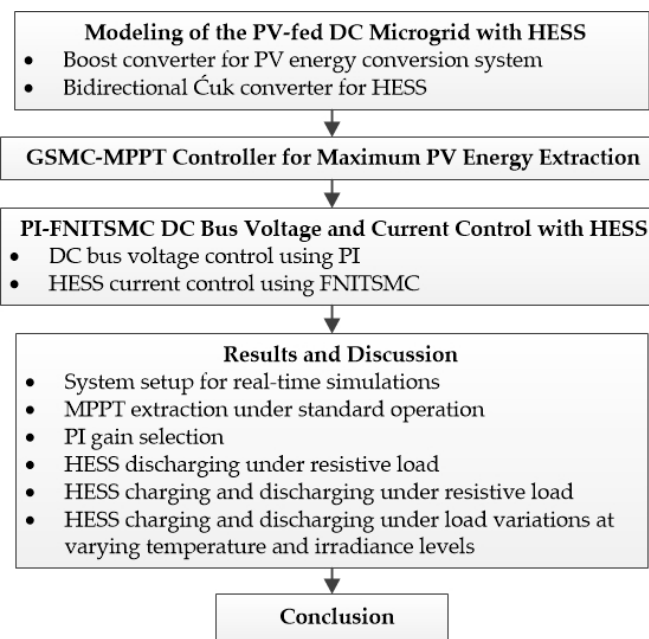 Modeling of the PV-fed DC Microgrid with HESS
• Boost converter for PV energy conversion system
• Bidirectional Ćuk converter for HESS
GSMC-MPPT Controller for Maximum PV Energy Extraction
PI-FNITSMC DC Bus Voltage and Current Control with HESS
• DC bus voltage control using PI
• HESS current control using FNITSMC
Results and Discussion
• System setup for real-time simulations
• MPPT extraction under standard operation
• PI gain selection
• HESS discharging under resistive load
• HESS charging and discharging under resistive load
• HESS charging and discharging under load variations at
varying temperature and irradiance levels
Conclusion